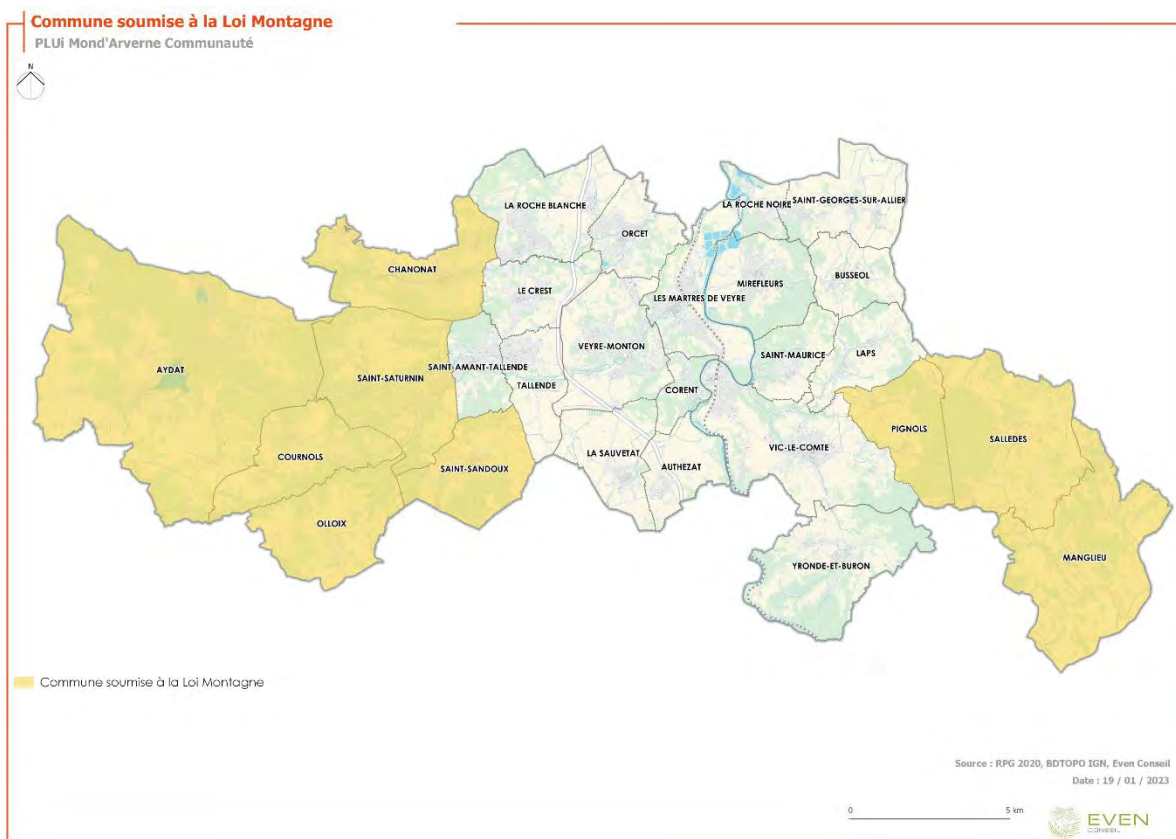 Commune soumise à la Loi Montagne
PLUi Mond'Arverne Communauté
N
LA ROCHE BLANCHE
ORCET
LA ROCHE NOIRE
SAINT-GEORGES-SUR-ALLIER
CHANONAT
LE CREST
LES MARTRES DE VEYRE
MIREFLEURS
BUSSEOL
AYDAT
SAINT-SATURNIN
SAINT-AMANT-TALLENDE
TALLENDE
VEYRE-MONTON
SAINT-MAURICE
LAPS
CORENT
COURNOLS
SAINT-SANDOUX
LA SAUVETAT
AUTHEZAT
VIC-LE-COMTE
PIGNOLS
SALLEDES
OLLOIX
YRONDE-ET-BURON
MANGLIEU
Commune soumise à la Loi Montagne
Source : RPG 2020, BDTOPO IGN, Even Conseil
Date : 19 / 01 / 2023
0 5 km
EVEN
CONSEIL